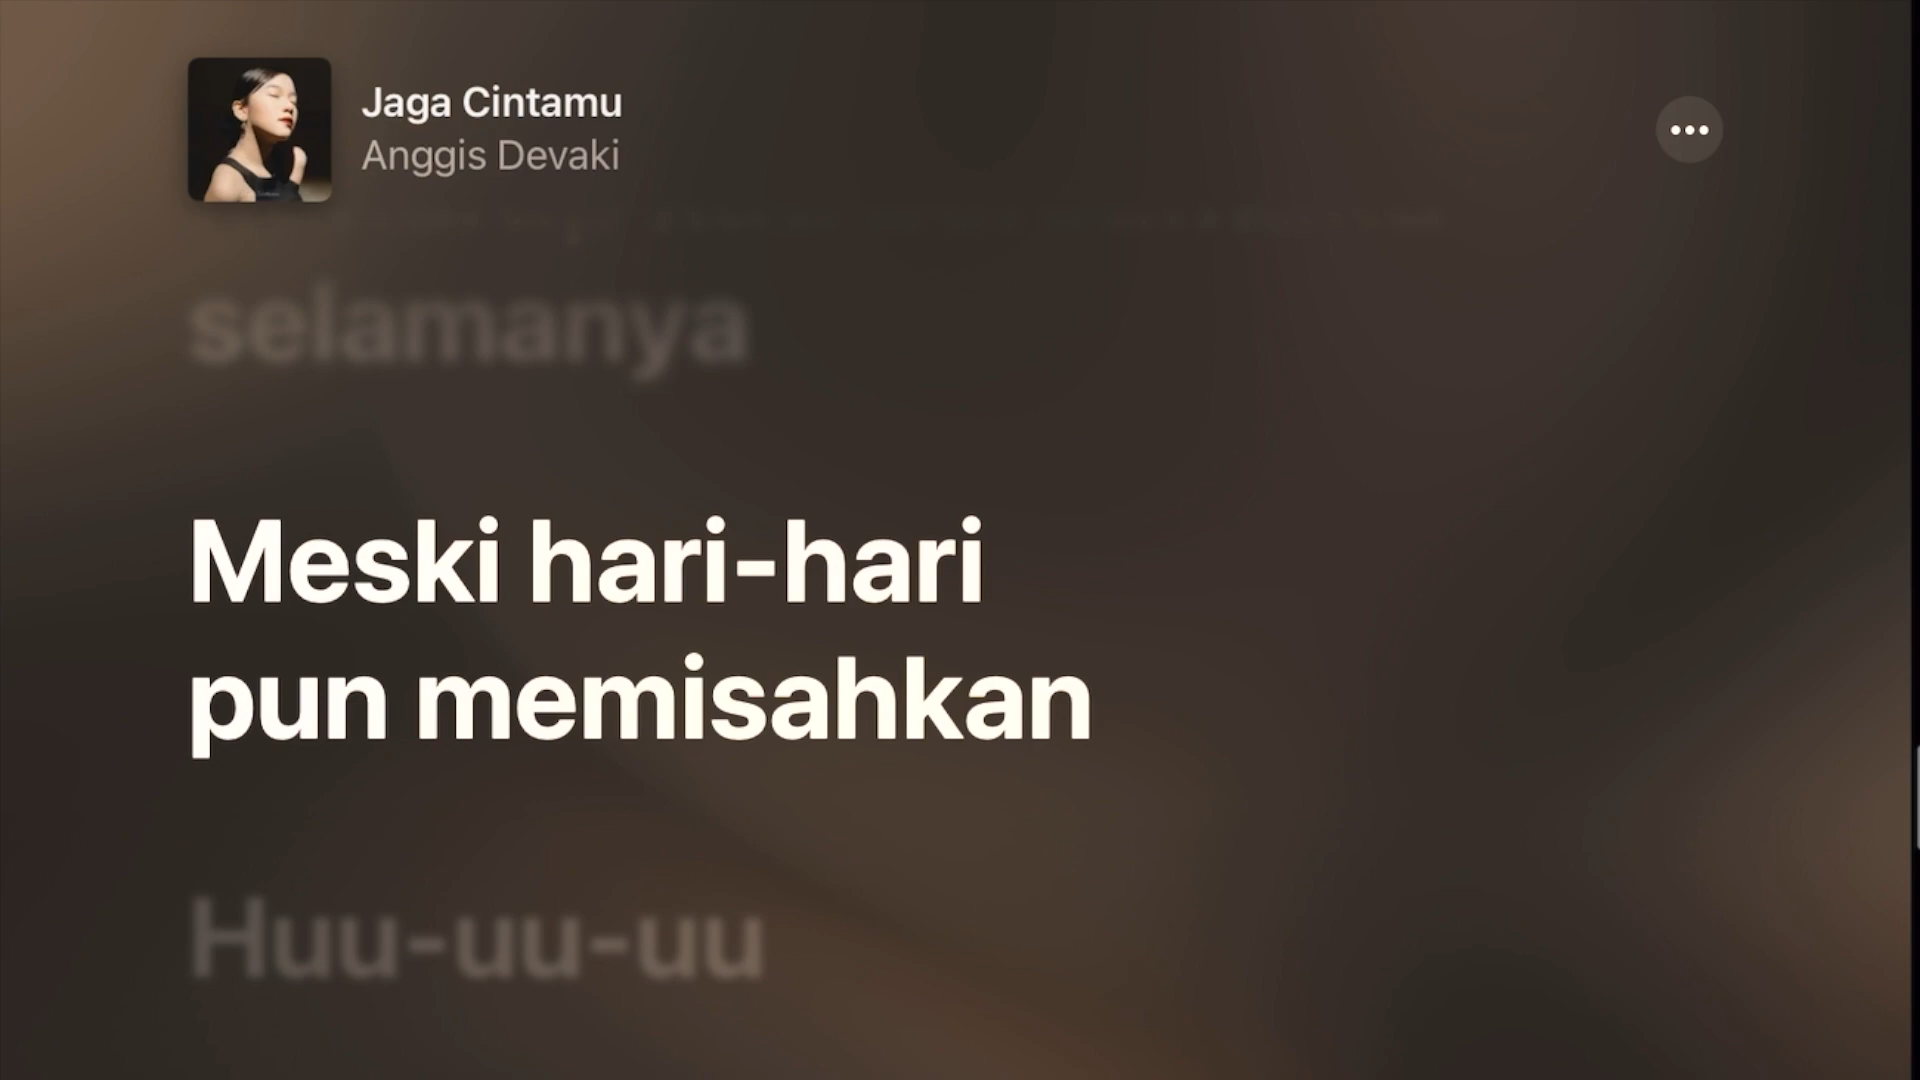 Jaga Cintamu
Anggis Devaki
selamanya
Meski hari-hari
pun memisahkan
Huu-uu-uu